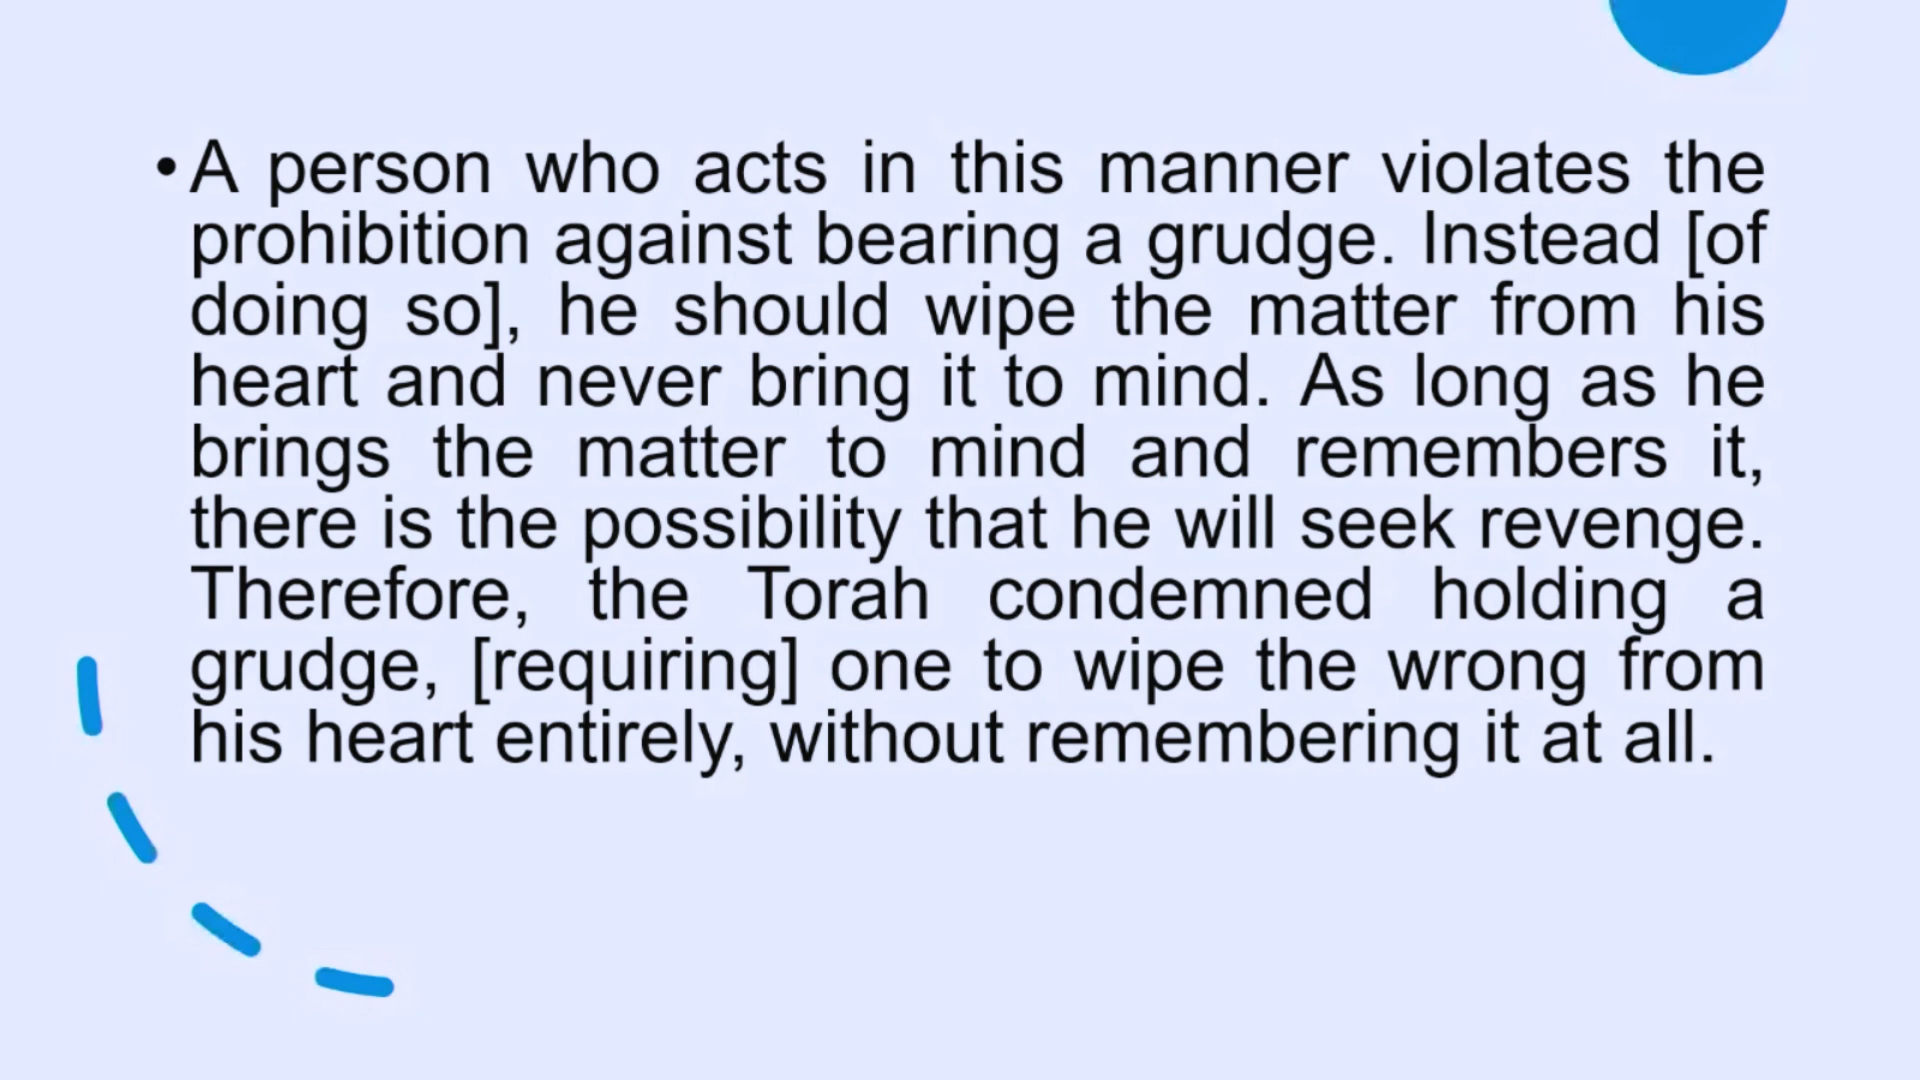 • A person who acts in this manner violates the
prohibition against bearing a grudge. Instead [of
doing so], he should wipe the matter from his
heart and never bring it to mind. As long as he
brings the matter to mind and remembers it,
there is the possibility that he will seek revenge.
Therefore, the Torah condemned holding a
grudge, [requiring] one to wipe the wrong from
his heart entirely, without remembering it at all.